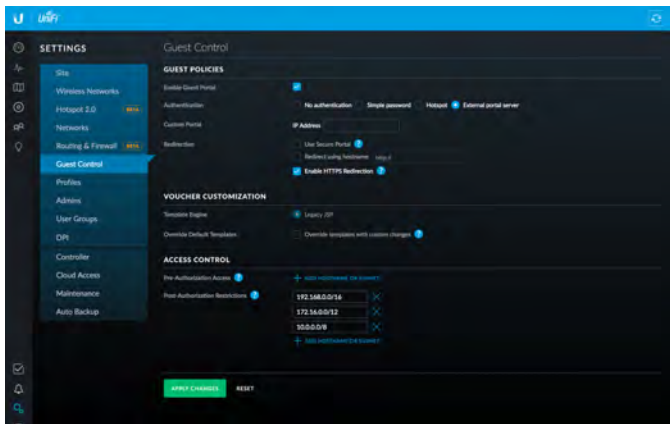 UniFi
SETTINGS
Site
Wireless Networks
Hotspot 2.0 BETA
Networks
Routing & Firewall BETA
Guest Control
Profiles
Admins
User Groups
DPI
Controller
Cloud Access
Maintenance
Auto Backup
Guest Control
GUEST POLICIES
Enable Guest Portal
Authentication No authentication Simple password Hotspot External portal server
Custom Portal IP Address
Redirection Use Secure Portal ?
Redirect using hostname
Enable HTTPS Redirection ?
VOUCHER CUSTOMIZATION
Template Engine Legacy JSP
Override Default Templates Override templates with custom changes ?
ACCESS CONTROL
Pre-Authorization Access ? + ADD HOSTNAME OR SUBNET
Post-Authorization Restrictions ? 192.168.0.0/16
172.16.0.0/12
10.0.0.0/8
+ ADD HOSTNAME OR SUBNET
APPLY CHANGES RESET